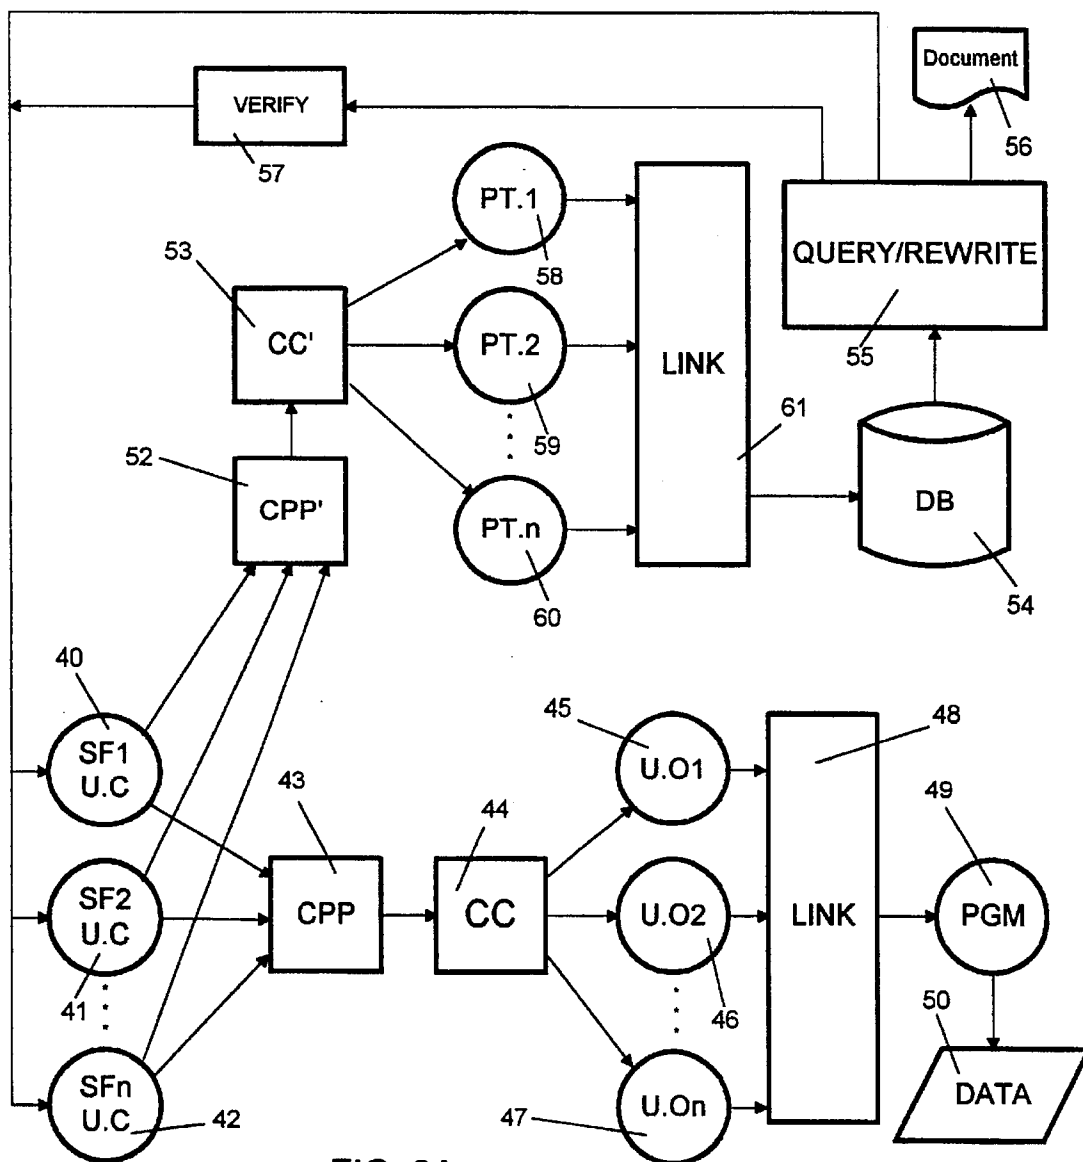 Document
56
VERIFY
57
PT.1
58
QUERY/REWRITE
55
53
CC'
PT.2
59
LINK
61
52
CPP'
PT.n
60
DB
54
40
SF1
U.C
45
U.O1
48
43
44
49
SF2
U.C
41
CPP
CC
U.O2
46
LINK
PGM
50
SFn
U.C
42
47
U.On
DATA